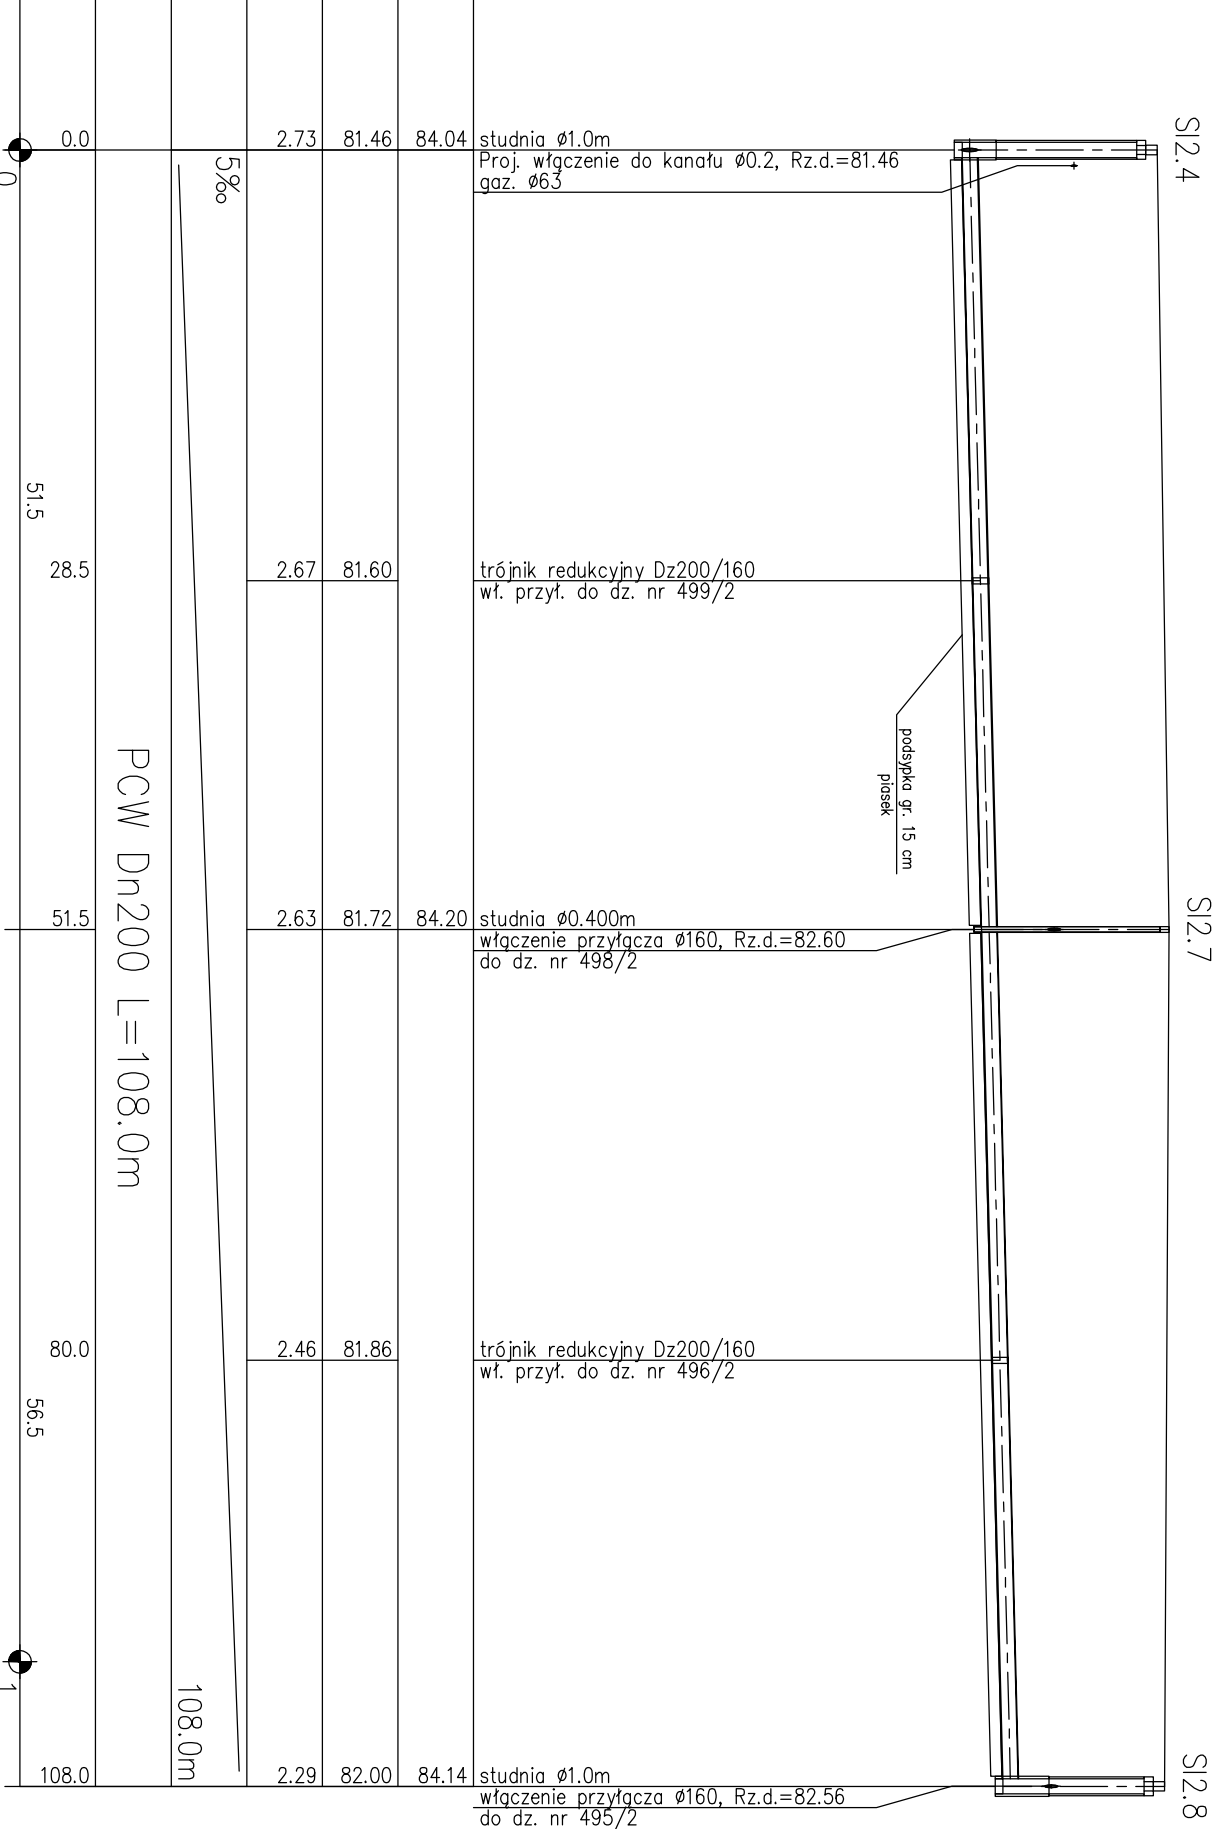 SI2.4
0.0
2.73
81.46
84.04
studnia ø1.0m
Proj. włączenie do kanału ø0.2, Rz.d.=81.46
gaz. ø63
0
5‰
51.5
28.5
2.67
81.60
trójnik redukcyjny Dz200/160
wł. przył. do dz. nr 499/2
podsypka gr. 15 cm
piasek
PCW Dn200 L=108.0m
SI2.7
51.5
2.63
81.72
84.20
studnia ø0.400m
włączenie przyłącza ø160, Rz.d.=82.60
do dz. nr 498/2
80.0
2.46
81.86
trójnik redukcyjny Dz200/160
wł. przył. do dz. nr 496/2
56.5
1
108.0m
SI2.8
108.0
2.29
82.00
84.14
studnia ø1.0m
włączenie przyłącza ø160, Rz.d.=82.56
do dz. nr 495/2